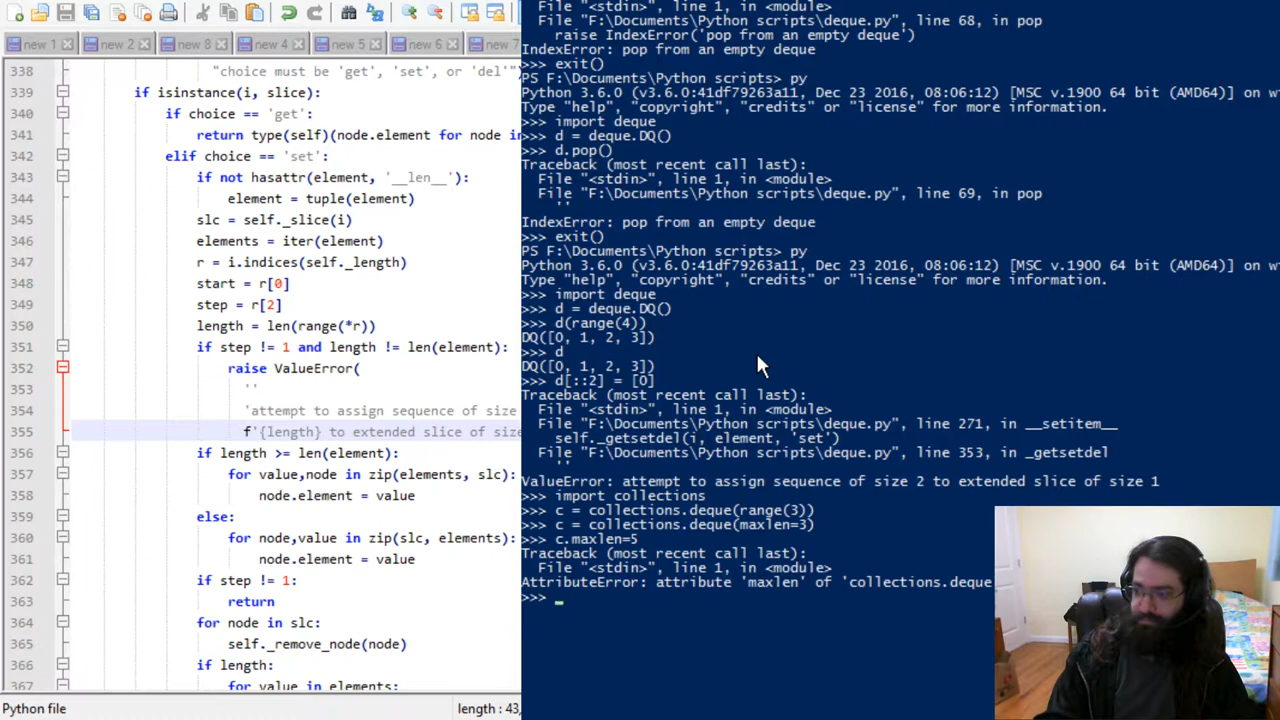 new 1
new 2
new 8
new 4
new 5
new 6
new 7
338 "choice must be 'get', 'set', or 'del'"
339 if isinstance(i, slice):
340 if choice == 'get':
341 return type(self)(node.element for node in
342 elif choice == 'set':
343 if not hasattr(element, '__len__'):
344 element = tuple(element)
345 slc = self._slice(i)
346 elements = iter(element)
347 r = i.indices(self._length)
348 start = r[0]
349 step = r[2]
350 length = len(range(*r))
351 if step != 1 and length != len(element):
352 raise ValueError(
353 ''
354 'attempt to assign sequence of size
355 f'{length} to extended slice of size
356 if length >= len(element):
357 for value,node in zip(elements, slc):
358 node.element = value
359 else:
360 for node,value in zip(slc, elements):
361 node.element = value
362 if step != 1:
363 return
364 for node in slc:
365 self._remove_node(node)
366 if length:
367 for value in elements:
Python file
length : 43,
File "<stdin>", line 1, in <module>
File "F:\Documents\Python scripts\deque.py", line 68, in pop
raise IndexError('pop from an empty deque')
IndexError: pop from an empty deque
>>> exit()
PS F:\Documents\Python scripts> py
Python 3.6.0 (v3.6.0:41df79263a11, Dec 23 2016, 08:06:12) [MSC v.1900 64 bit (AMD64)] on
Type "help", "copyright", "credits" or "license" for more information.
>>> import deque
>>> d = deque.DQ()
>>> d.pop()
Traceback (most recent call last):
File "<stdin>", line 1, in <module>
File "F:\Documents\Python scripts\deque.py", line 69, in pop
''
IndexError: pop from an empty deque
>>> exit()
PS F:\Documents\Python scripts> py
Python 3.6.0 (v3.6.0:41df79263a11, Dec 23 2016, 08:06:12) [MSC v.1900 64 bit (AMD64)] on
Type "help", "copyright", "credits" or "license" for more information.
>>> import deque
>>> d = deque.DQ()
>>> d(range(4))
DQ([0, 1, 2, 3])
>>> d
DQ([0, 1, 2, 3])
>>> d[::2] = [0]
Traceback (most recent call last):
File "<stdin>", line 1, in <module>
File "F:\Documents\Python scripts\deque.py", line 271, in __setitem__
self._getsetdel(i, element, 'set')
File "F:\Documents\Python scripts\deque.py", line 353, in _getsetdel
''
ValueError: attempt to assign sequence of size 2 to extended slice of size 1
>>> import collections
>>> c = collections.deque(range(3))
>>> c = collections.deque(maxlen=3)
>>> c.maxlen=5
Traceback (most recent call last):
File "<stdin>", line 1, in <module>
AttributeError: attribute 'maxlen' of 'collections.deque
>>> _